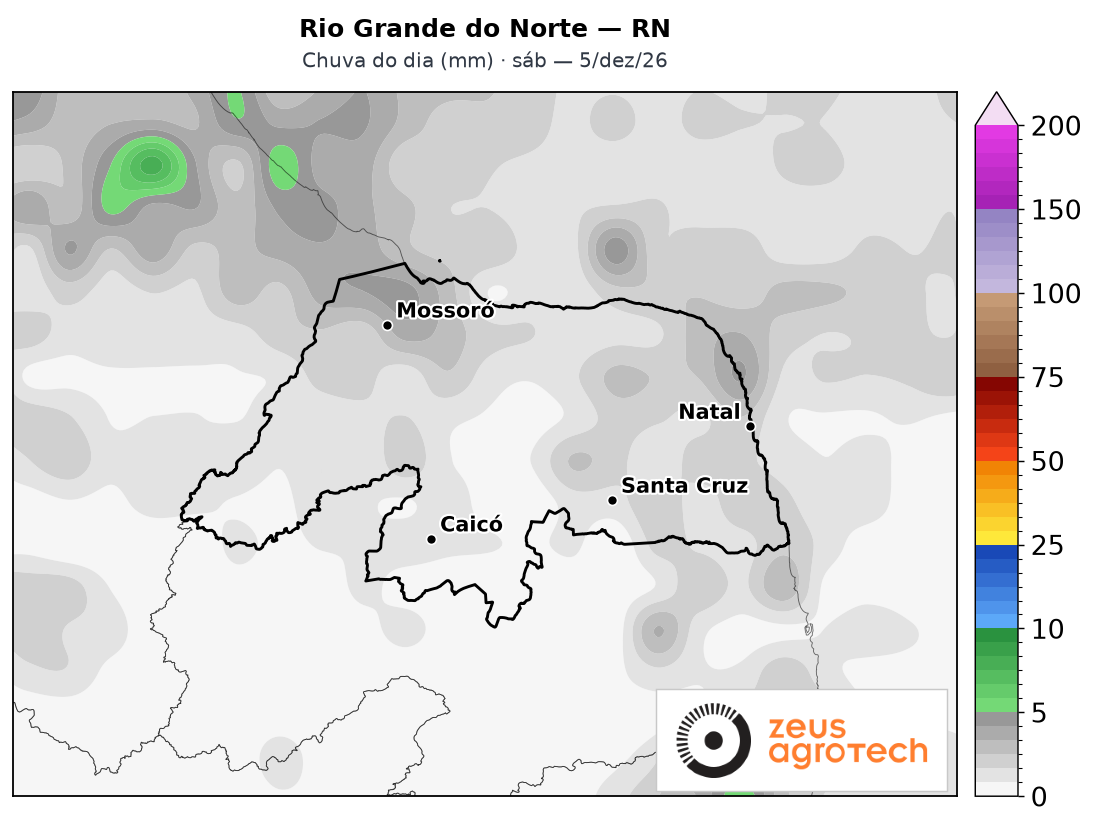 Rio Grande do Norte — RN
Chuva do dia (mm) · sáb — 5/dez/26
Mossoró
Natal
Santa Cruz
Caicó
200
150
100
75
50
25
10
5
0
zeus
agrotech